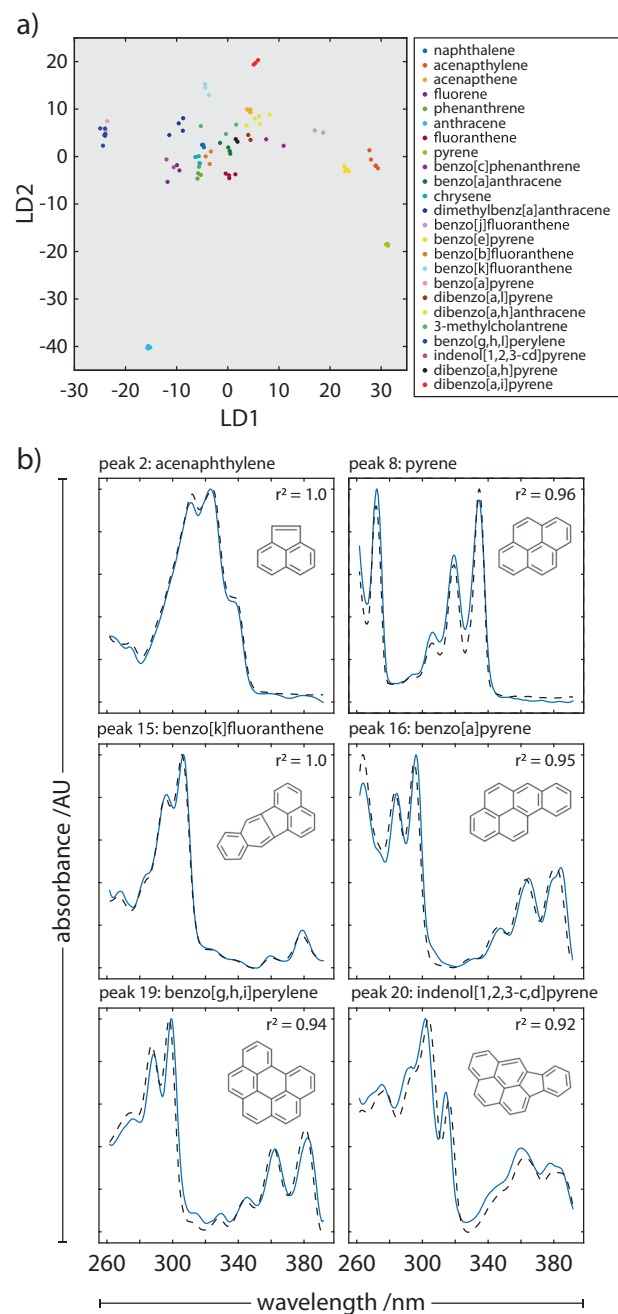 a)
20
10
0
-10
-20
-30
-40
LD2
-30
-20
-10
0
10
20
30
LD1
naphthalene
acenapthylene
acenapthene
fluorene
phenanthrene
anthracene
fluoranthene
pyrene
benzo[c]phenanthrene
benzo[a]anthracene
chrysene
dimethylbenz[a]anthracene
benzo[j]fluoranthene
benzo[e]pyrene
benzo[b]fluoranthene
benzo[k]fluoranthene
benzo[a]pyrene
dibenzo[a,l]pyrene
dibenzo[a,h]anthracene
3-methylcholantrene
benzo[g,h,I]perylene
indenol[1,2,3-cd]pyrene
dibenzo[a,h]pyrene
dibenzo[a,i]pyrene
b)
peak 2: acenaphthylene
r² = 1.0
peak 8: pyrene
r² = 0.96
peak 15: benzo[k]fluoranthene
r² = 1.0
peak 16: benzo[a]pyrene
r² = 0.95
peak 19: benzo[g,h,i]perylene
r² = 0.94
peak 20: indenol[1,2,3-c,d]pyrene
r² = 0.92
absorbance /AU
260 300 340 380
260 300 340 380
wavelength /nm